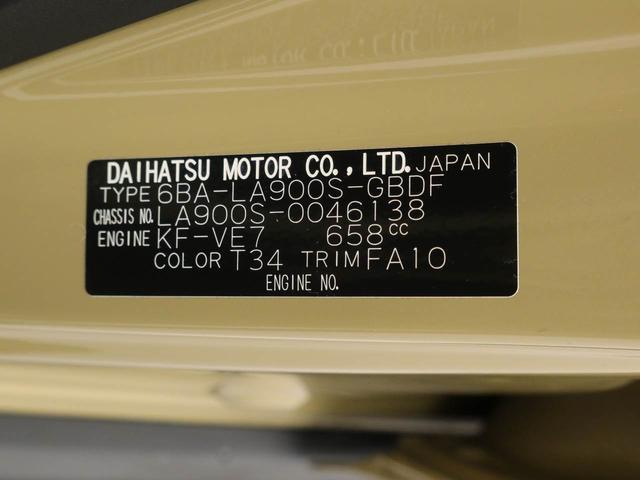 DAIHATSU MOTOR CO.,LTD. JAPAN
TYPE 6BA-LA900S-GBDF
CHASSIS NO. LA900S-0046138
ENGINE KF-VE7 658cc
COLOR T34 TRIM FA10
ENGINE NO.